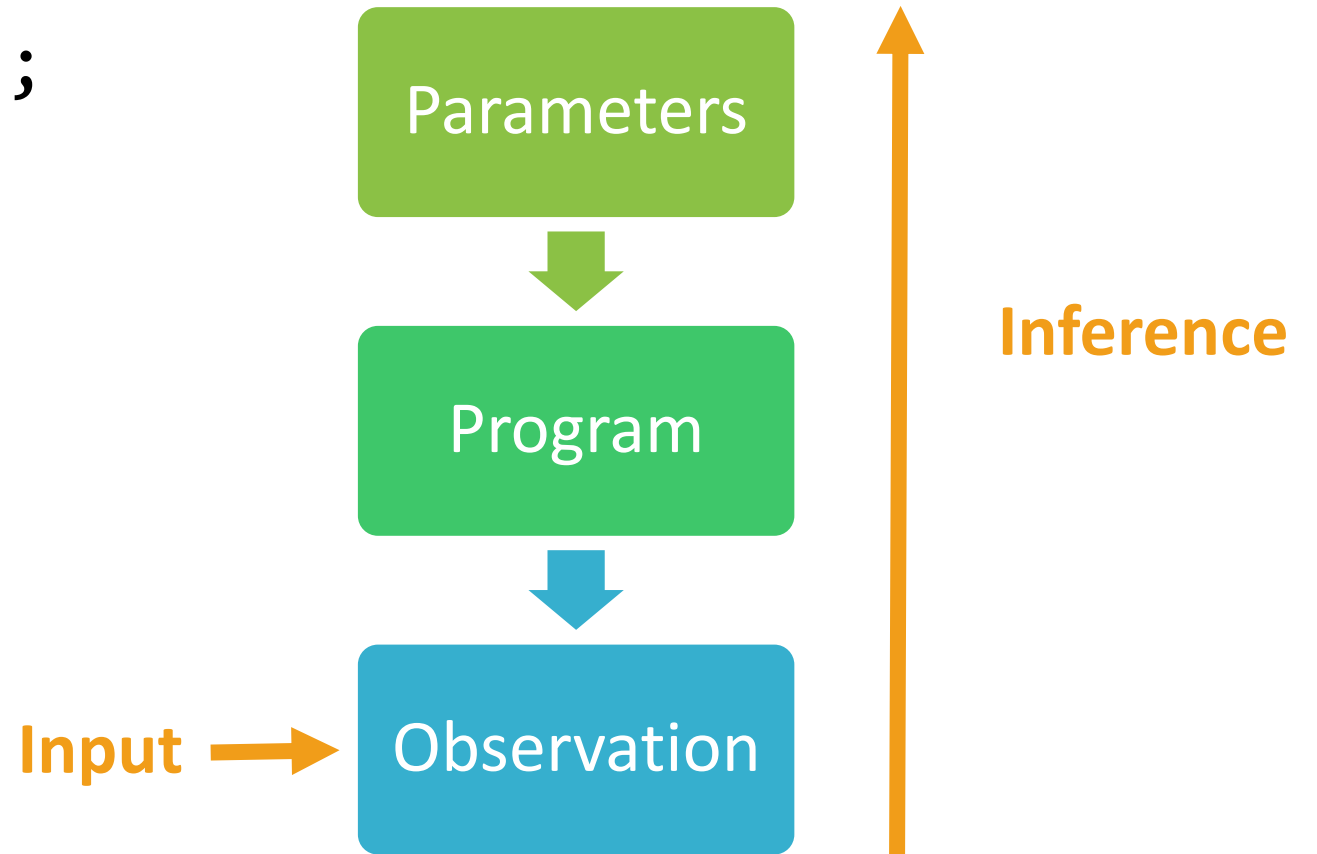 ;
Parameters
Inference
Program
Input
Observation